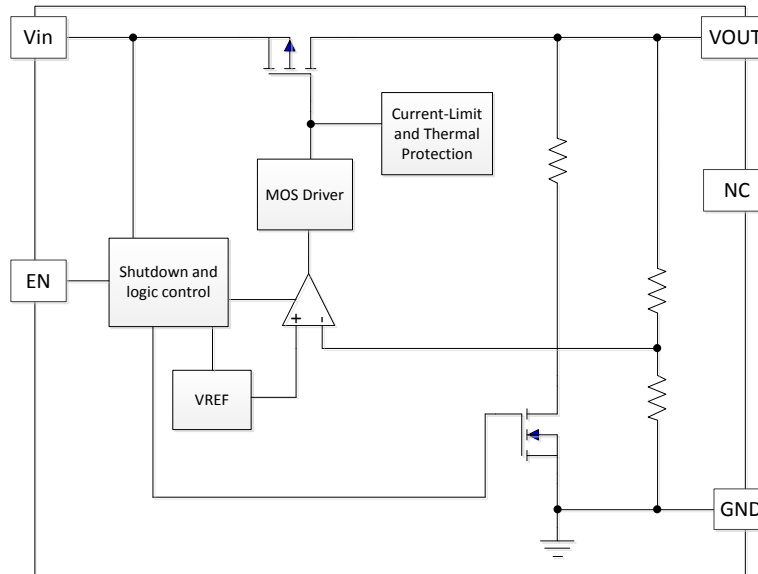 Vin
VOUT
Current-Limit
and Thermal
Protection
MOS Driver
NC
EN
Shutdown and
logic control
+ -
VREF
GND